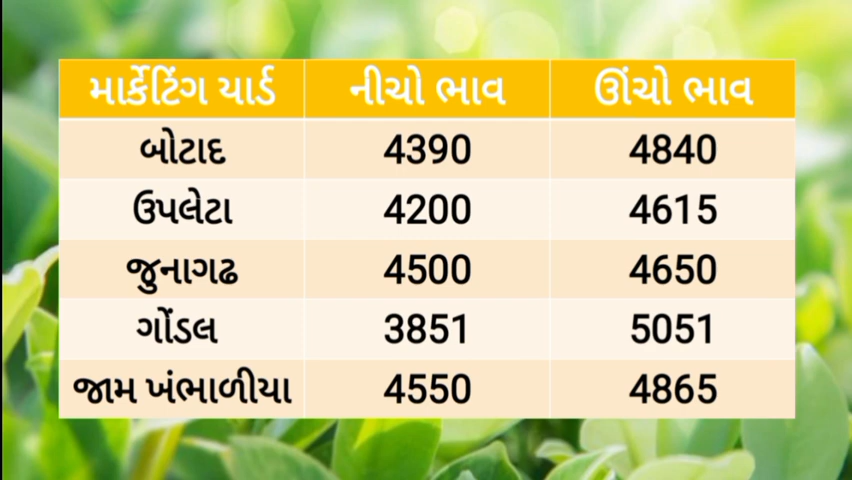 માર્કેટિંગ યાર્ડ નીચો ભાવ ઊંચો ભાવ
બોટાદ 4390 4840
ઉપલેટા 4200 4615
જુનાગઢ 4500 4650
ગોંડલ 3851 5051
જામ ખંભાળીયા 4550 4865